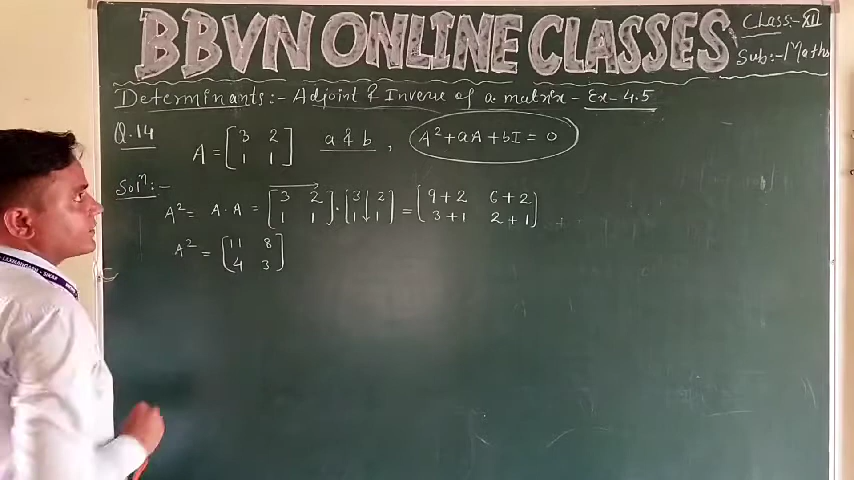 BBVN ONLINE CLASSES
Class:- XII
Sub:- Maths
Determinants:- Adjoint & Inverse of a matrix - Ex-4.5
Q.14 A = [3 2 a & b, A²+aA+bI = 0
1 1]
Solⁿ:-
A² = A.A = [3 2 . [3 2 = [9+2 6+2
1 1] 1 1] 3+1 2+1]
A² = [11 8
4 3]